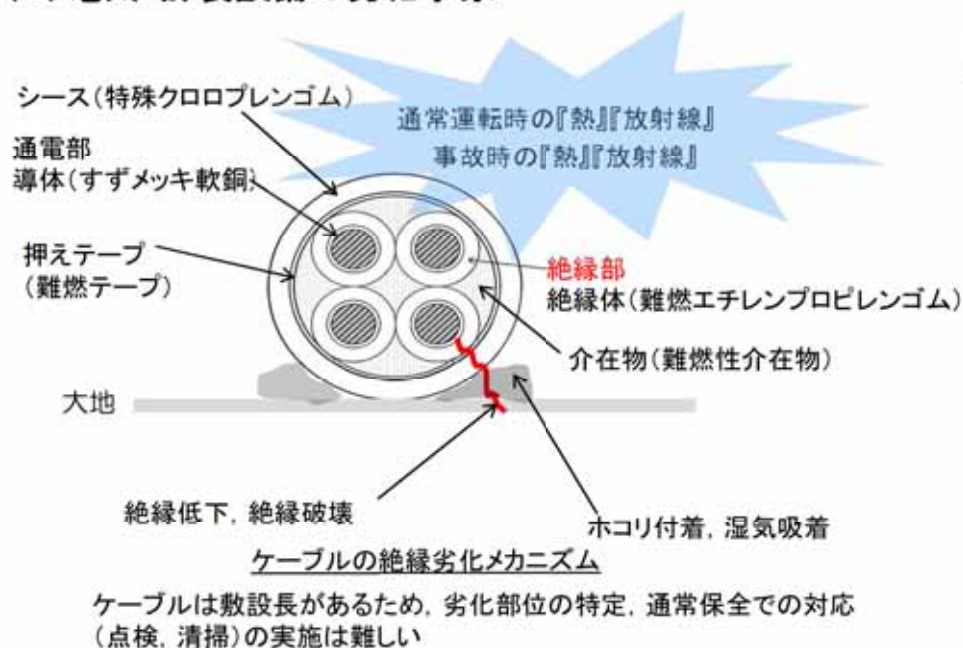 シース(特殊クロロプレンゴム)
通常運転時の『熱』『放射線』
事故時の『熱』『放射線』
通電部
導体(すずメッキ軟銅)
押えテープ
(難燃テープ)
絶縁部
絶縁体(難燃エチレンプロピレンゴム)
介在物(難燃性介在物)
大地
絶縁低下, 絶縁破壊
ホコリ付着, 湿気吸着
ケーブルの絶縁劣化メカニズム
ケーブルは敷設長があるため, 劣化部位の特定, 通常保全での対応
(点検, 清掃)の実施は難しい